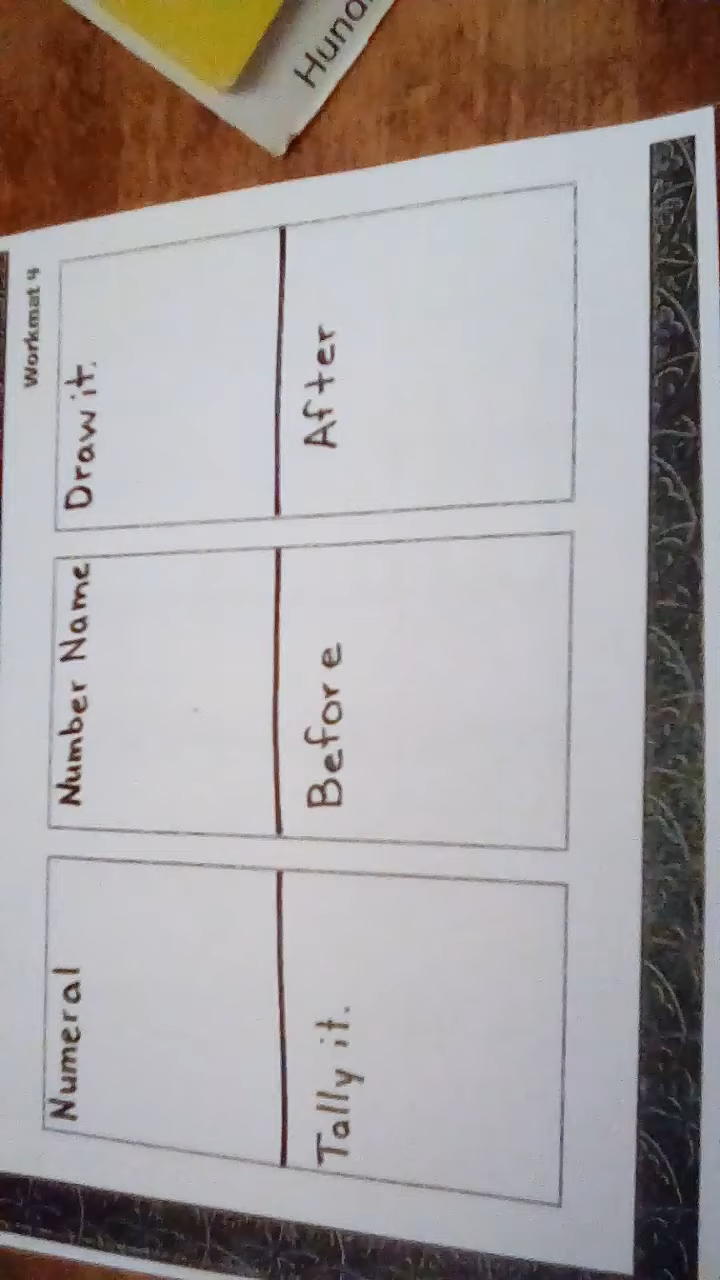 Workmat 4
Numeral
Number Name
Draw it.
Tally it.
Before
After